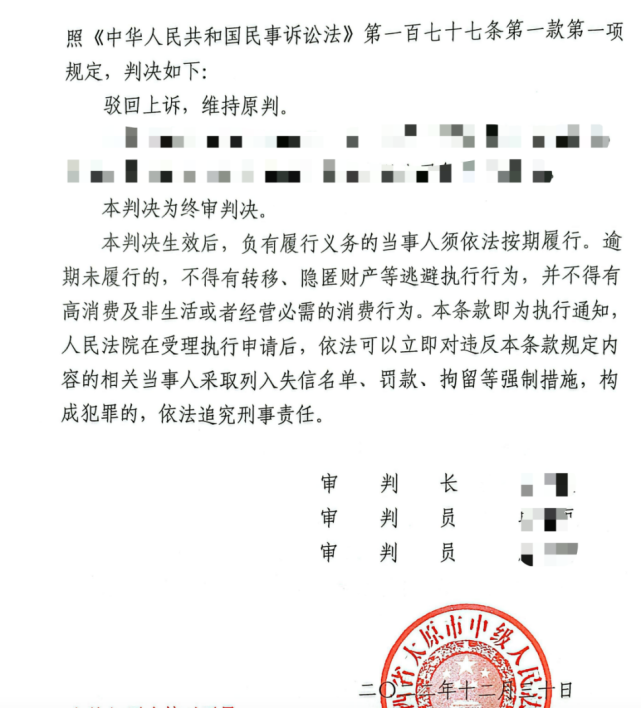 照《中华人民共和国民事诉讼法》第一百七十七条第一款第一项
规定，判决如下：
驳回上诉，维持原判。
本判决为终审判决。
本判决生效后，负有履行义务的当事人须依法按期履行。逾
期未履行的，不得有转移、隐匿财产等逃避执行行为，并不得有
高消费及非生活或者经营必需的消费行为。本条款即为执行通知，
人民法院在受理执行申请后，依法可以立即对违反本条款规定内
容的相关当事人采取列入失信名单、罚款、拘留等强制措施，构
成犯罪的，依法追究刑事责任。
审 判 长
审 判 员
审 判 员
西省太原市中级人民法
二〇二二年十二月三十日